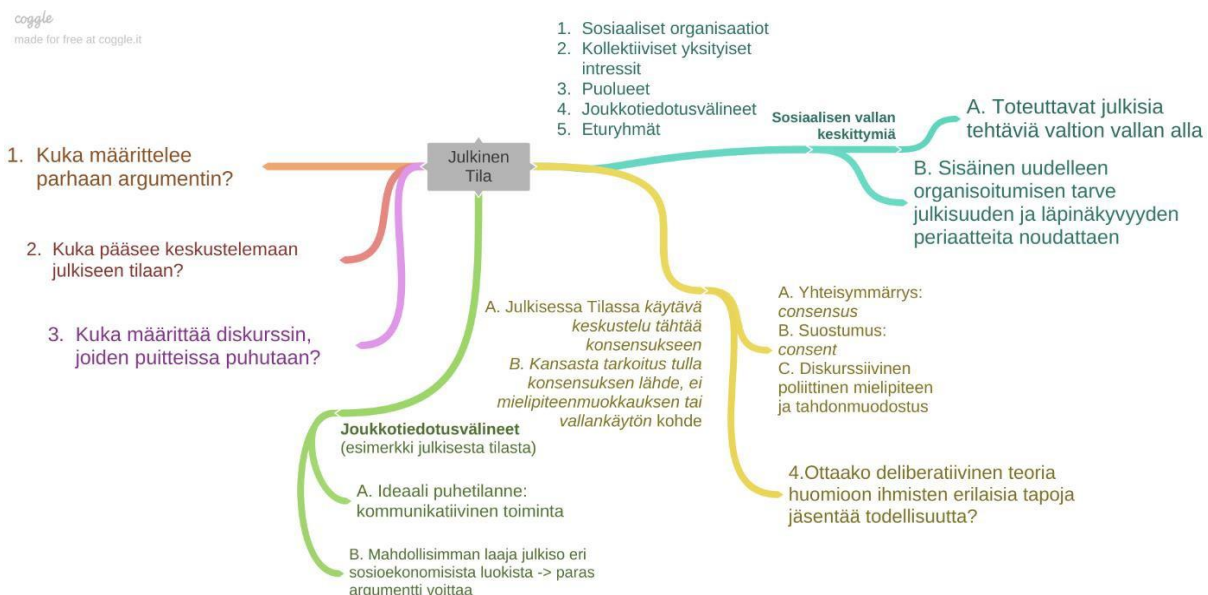 coggle
made for free at coggle.it
1. Sosiaaliset organisaatiot
2. Kollektiiviset yksityiset
intressit
3. Puolueet
4. Joukkotiedotusvälineet
5. Eturyhmät
Sosiaalisen vallan
keskittymiä
A. Toteuttavat julkisia
tehtäviä valtion vallan alla
B. Sisäinen uudelleen
organisoitumisen tarve
julkisuuden ja läpinäkyvyyden
periaatteita noudattaen
Julkinen
Tila
1. Kuka määrittelee
parhaan argumentin?
2. Kuka pääsee keskustelemaan
julkiseen tilaan?
3. Kuka määrittää diskurssin,
joiden puitteissa puhutaan?
A. Julkisessa Tilassa käytävä
keskustelu tähtää
konsensukseen
B. Kansasta tarkoitus tulla
konsensuksen lähde, ei
mielipiteenmuokkauksen tai
vallankäytön kohde
A. Yhteisymmärrys:
consensus
B. Suostumus:
consent
C. Diskurssiivinen
poliittinen mielipiteen
ja tahdonmuodostus
4.Ottaako deliberatiivinen teoria
huomioon ihmisten erilaisia tapoja
jäsentää todellisuutta?
Joukkotiedotusvälineet
(esimerkki julkisesta tilasta)
A. Ideaali puhetilanne:
kommunikatiivinen toiminta
B. Mahdollisimman laaja julkiso eri
sosioekonomisista luokista -> paras
argumentti voittaa